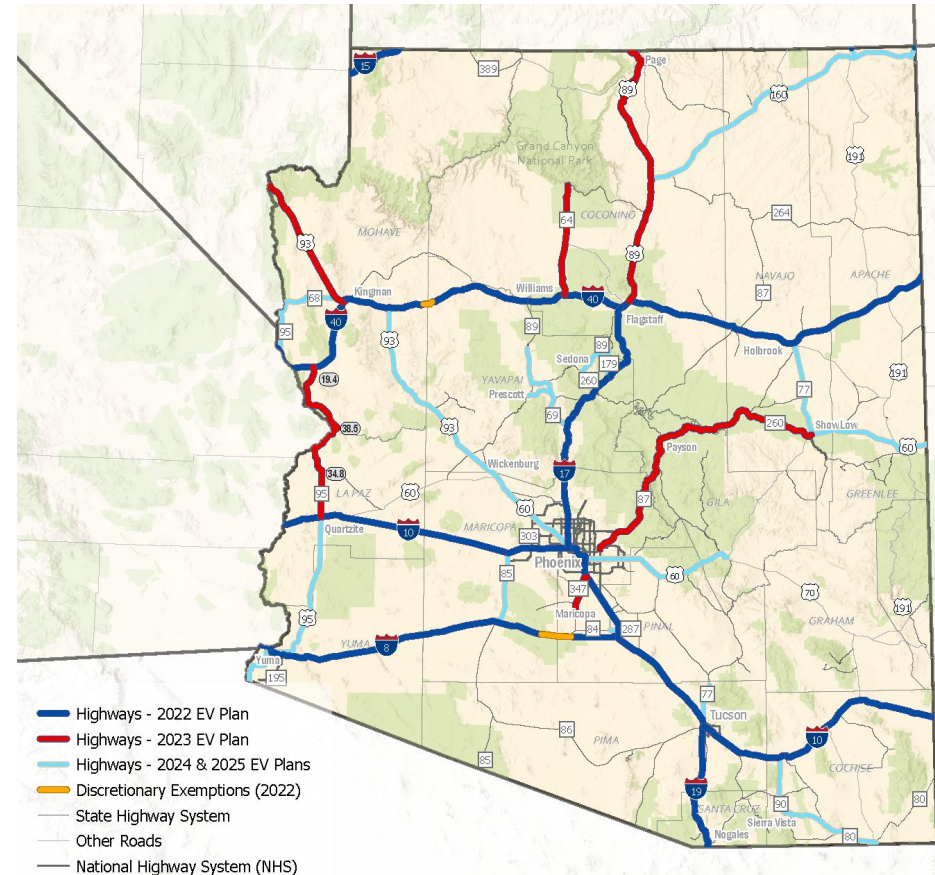 15
389
Page
89
160
Grand Canyon
National Park
191
64
COCONINO
264
93
MOHAVE
89
NAVAJO
APACHE
87
Kingman
Williams
68
40
40
Flagstaff
95
93
89
Sedona
89
179
Holbrook
191
19.4
YAVAPAI
260
Prescott
77
69
38.5
93
260
Show Low
60
Payson
Wickenburg
34.8
17
95
LA PAZ
60
87
GILA
GREENLEE
60
Quartzite
10
MARICOPA
303
Phoenix
85
60
70
347
191
95
Maricopa
84
287
PINAL
GRAHAM
YUMA
8
Yuma
195
77
Tucson
86
PIMA
10
85
COCHISE
19
90
80
SANTA CRUZ
Sierra Vista
80
Nogales
Highways - 2022 EV Plan
Highways - 2023 EV Plan
Highways - 2024 & 2025 EV Plans
Discretionary Exemptions (2022)
State Highway System
Other Roads
National Highway System (NHS)